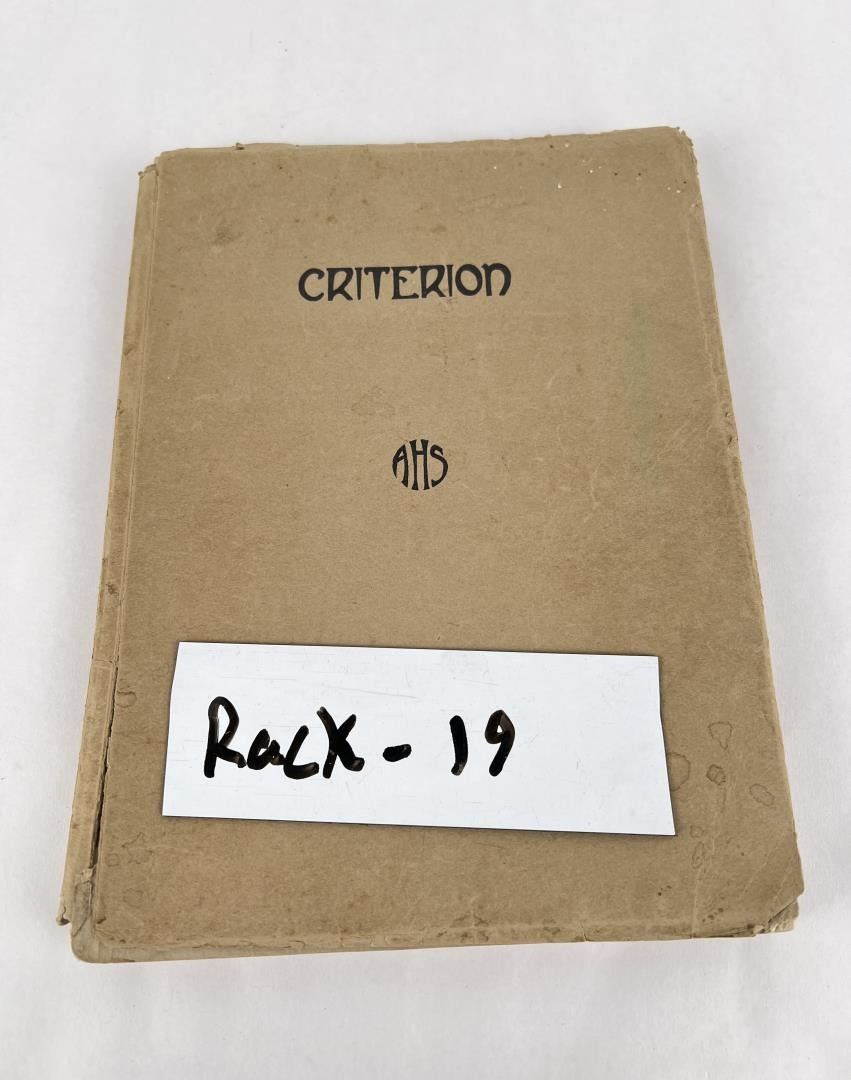 CRITERION
AHS
Rack - 19